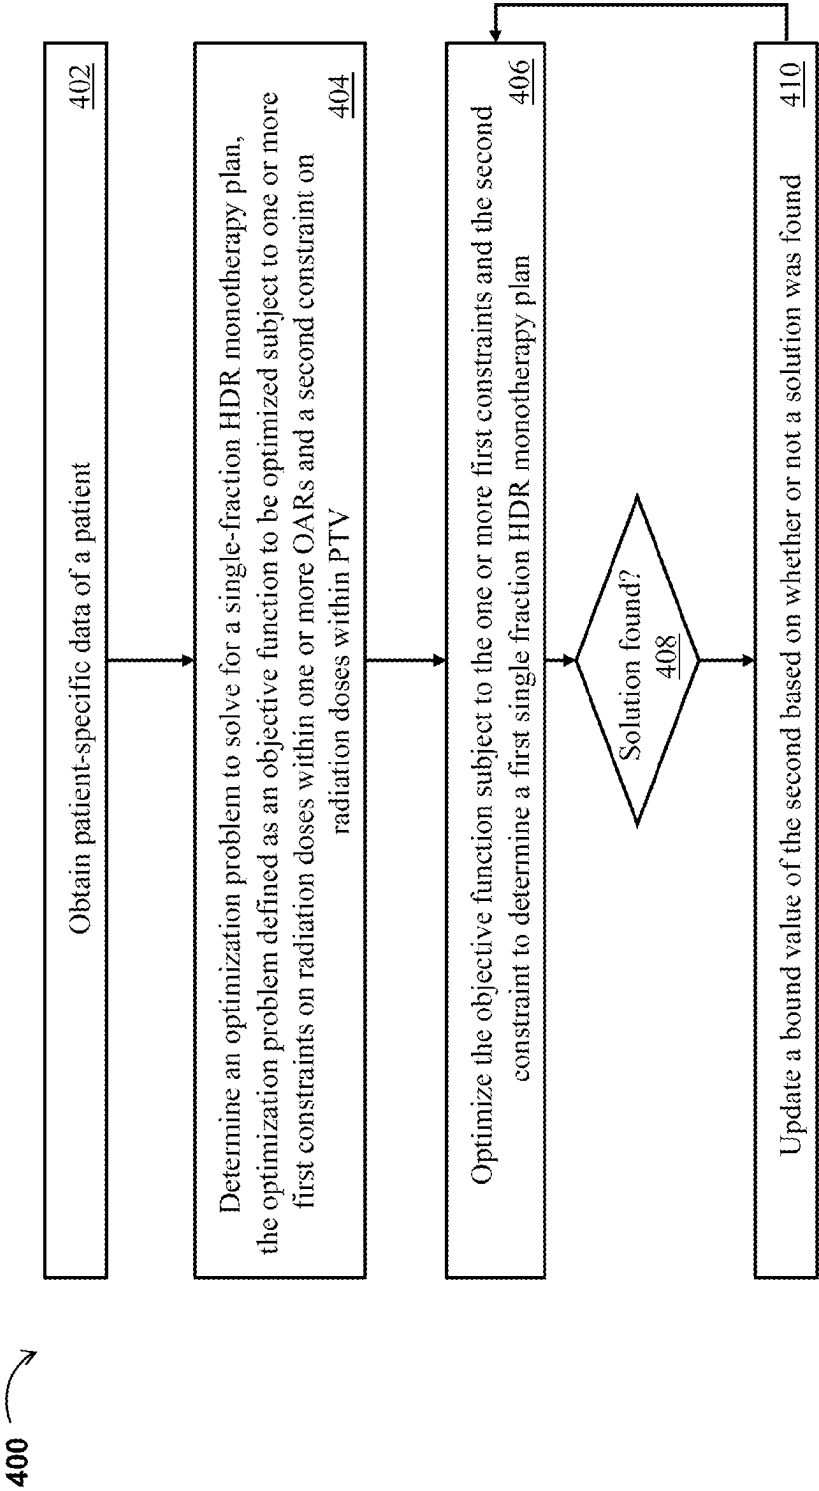 400
Obtain patient-specific data of a patient
402
Determine an optimization problem to solve for a single-fraction HDR monotherapy plan,
the optimization problem defined as an objective function to be optimized subject to one or more
first constraints on radiation doses within one or more OARs and a second constraint on
radiation doses within PTV
404
Optimize the objective function subject to the one or more first constraints and the second
constraint to determine a first single fraction HDR monotherapy plan
406
Solution found?
408
Update a bound value of the second based on whether or not a solution was found
410